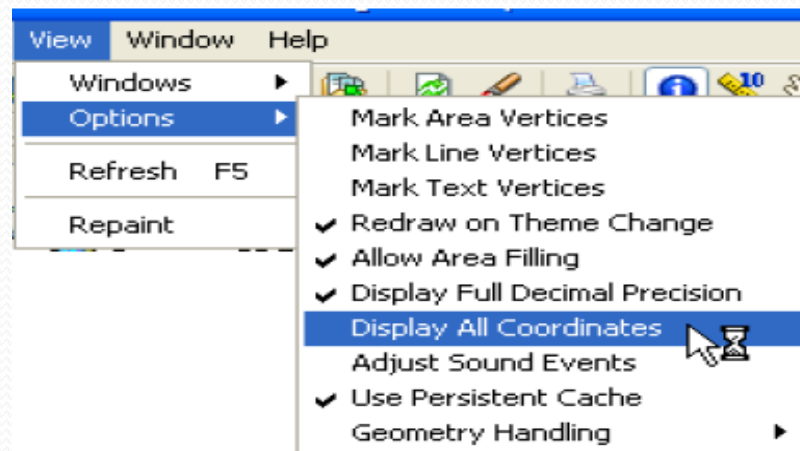 View Window Help
Windows
Options
Refresh F5
Repaint
10
Mark Area Vertices
Mark Line Vertices
Mark Text Vertices
Redraw on Theme Change
Allow Area Filling
Display Full Decimal Precision
Display All Coordinates
Adjust Sound Events
Use Persistent Cache
Geometry Handling